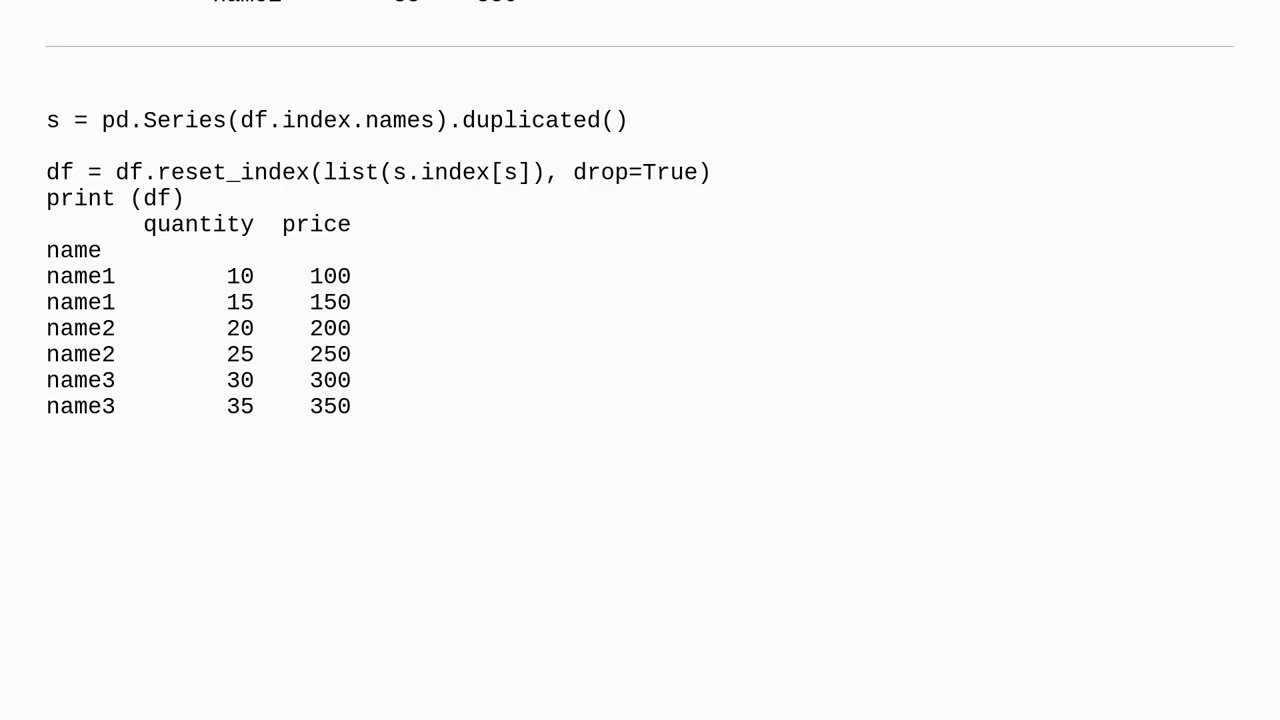 s = pd.Series(df.index.names).duplicated()
df = df.reset_index(list(s.index[s]), drop=True)
print (df)
quantity  price
name
name1        10    100
name1        15    150
name2        20    200
name2        25    250
name3        30    300
name3        35    350